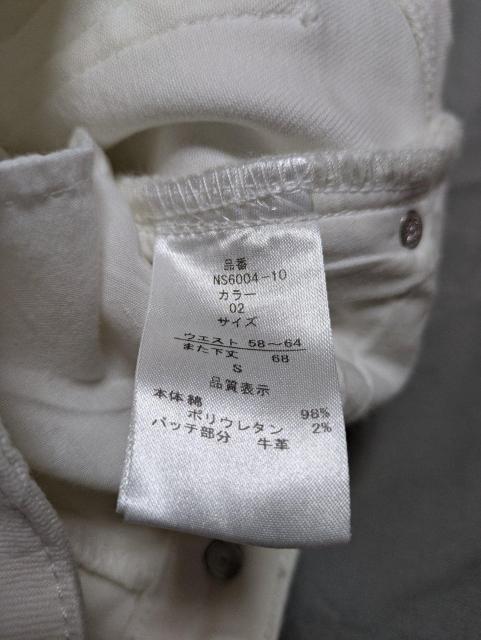 品番
NS6004-10
カラー
02
サイズ
ウエスト 58~64
また下丈 68
S
品質表示
本体綿 98%
ポリウレタン 2%
パッチ部分 牛革